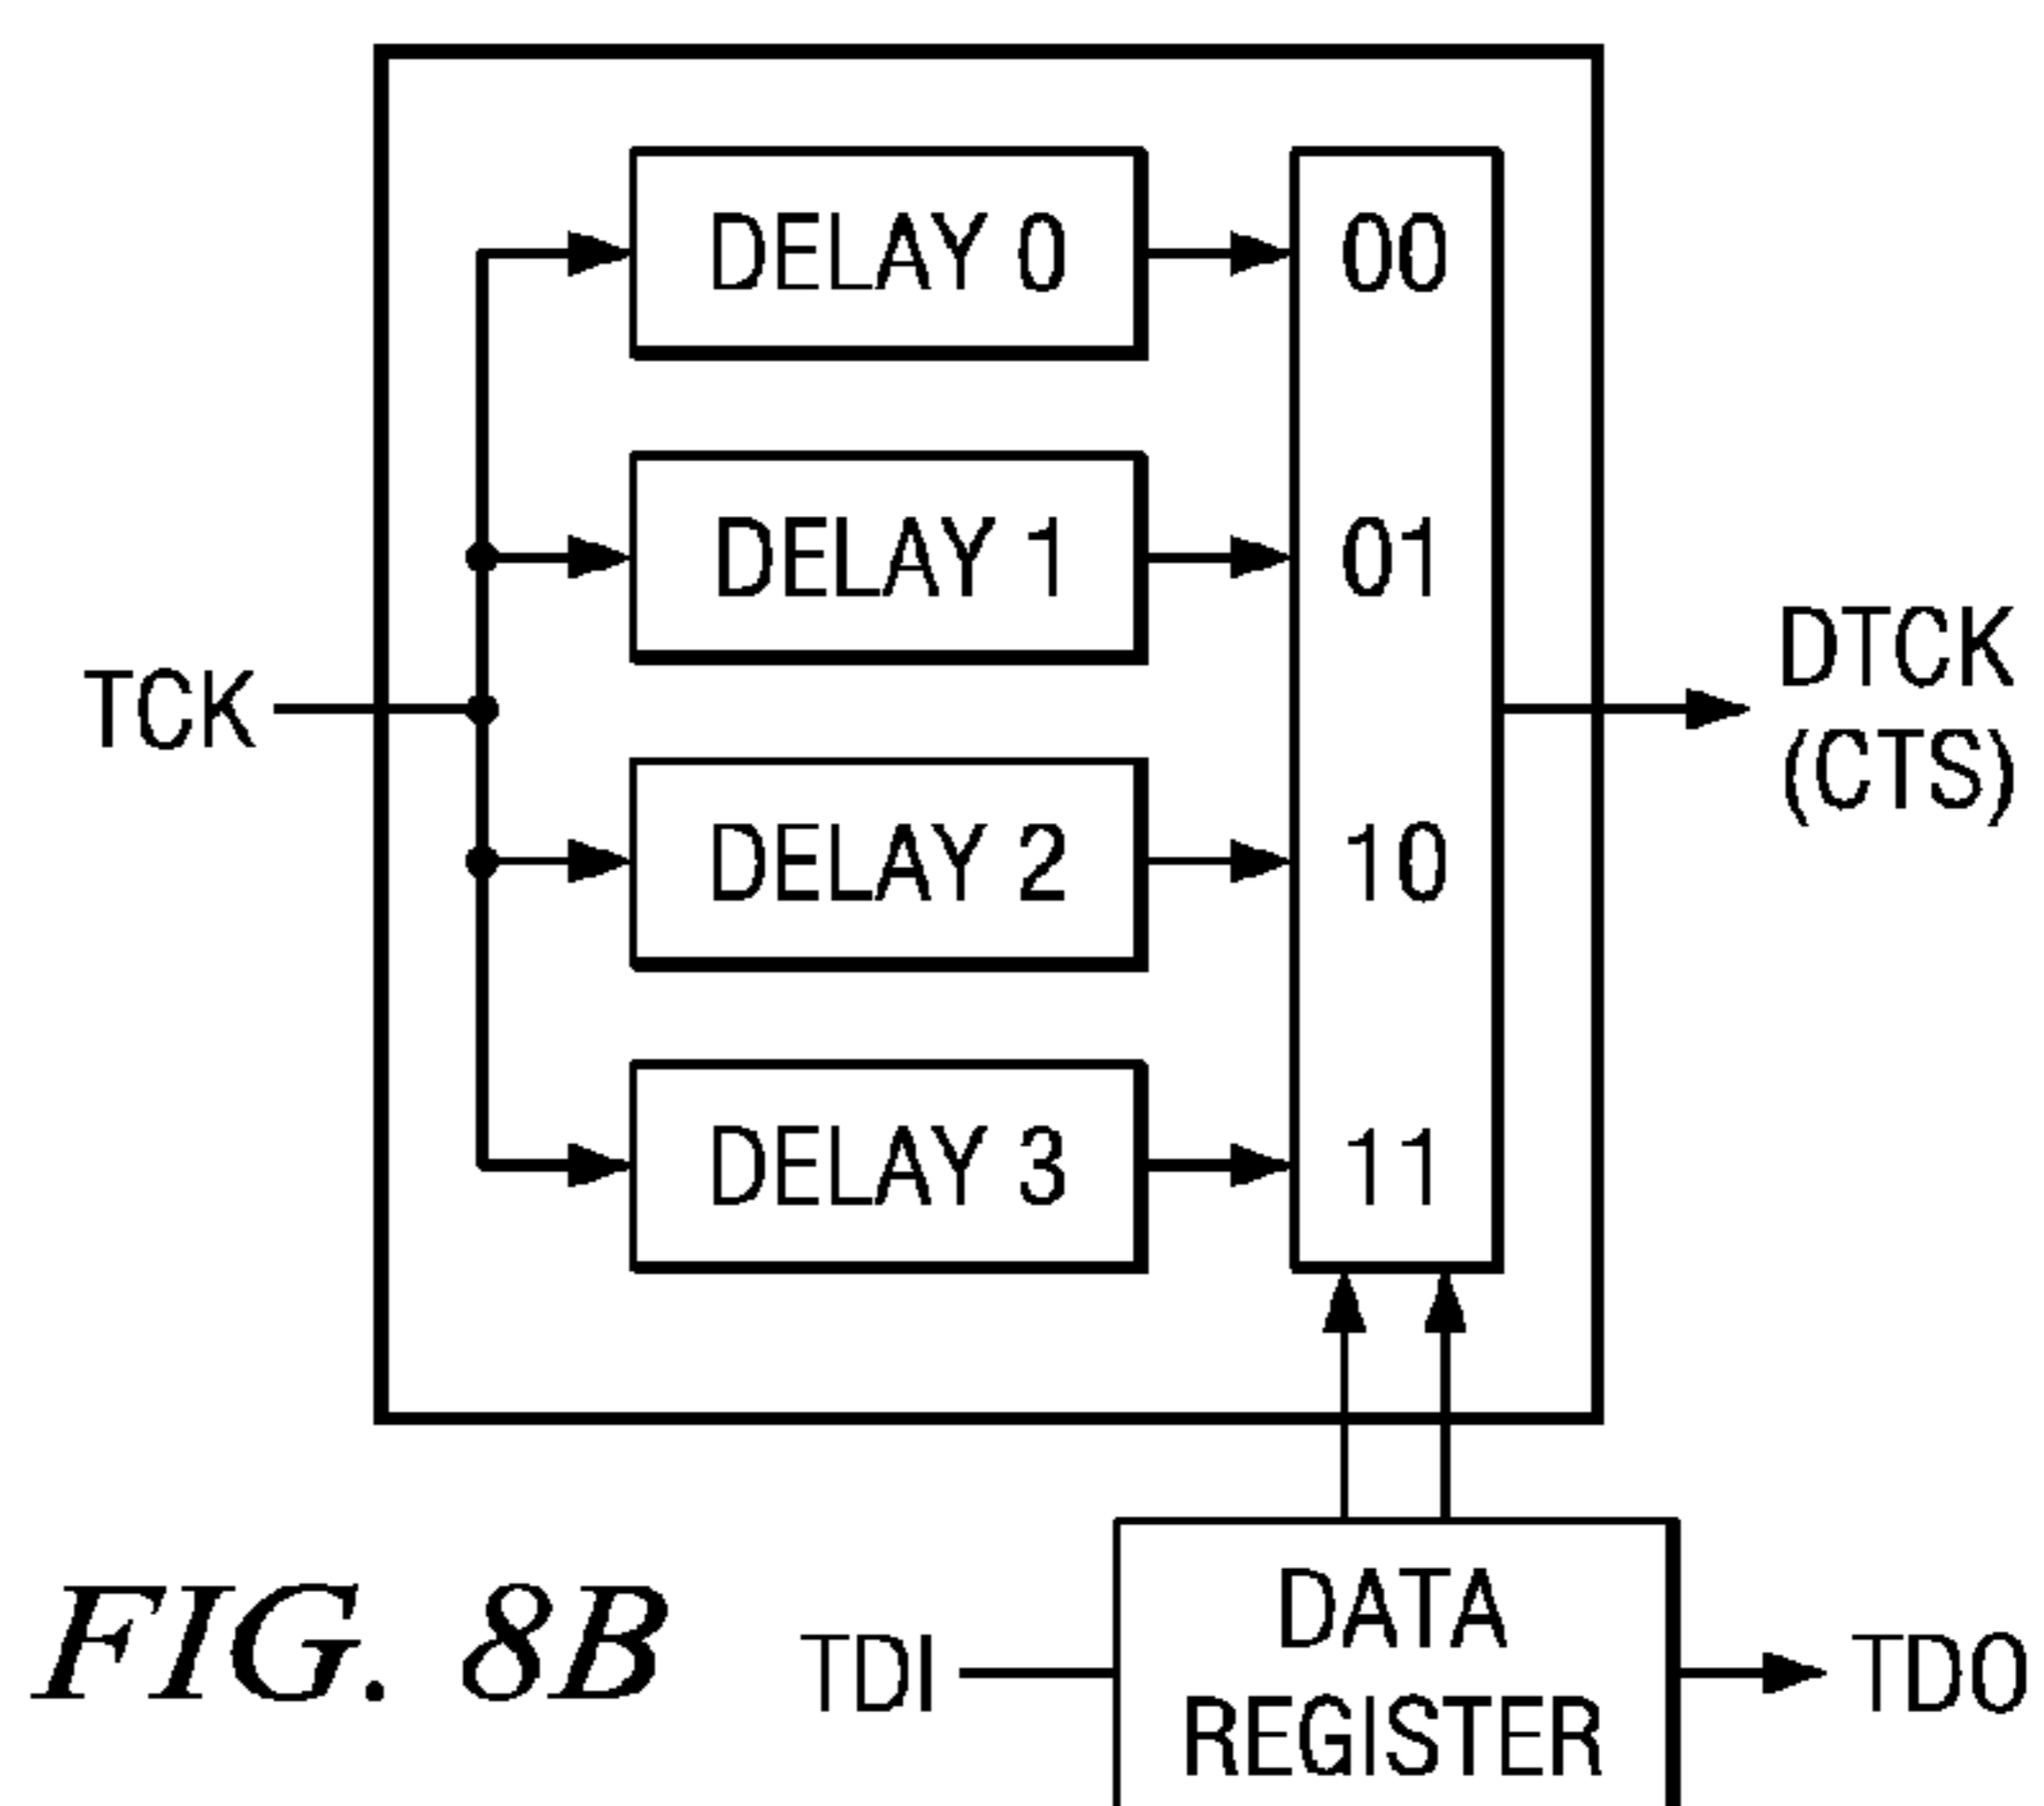 DELAY 0
00
DELAY 1
01
TCK
DTCK
(CTS)
DELAY 2
10
DELAY 3
11
DATA
REGISTER
TDI
TDO
FIG. 8B